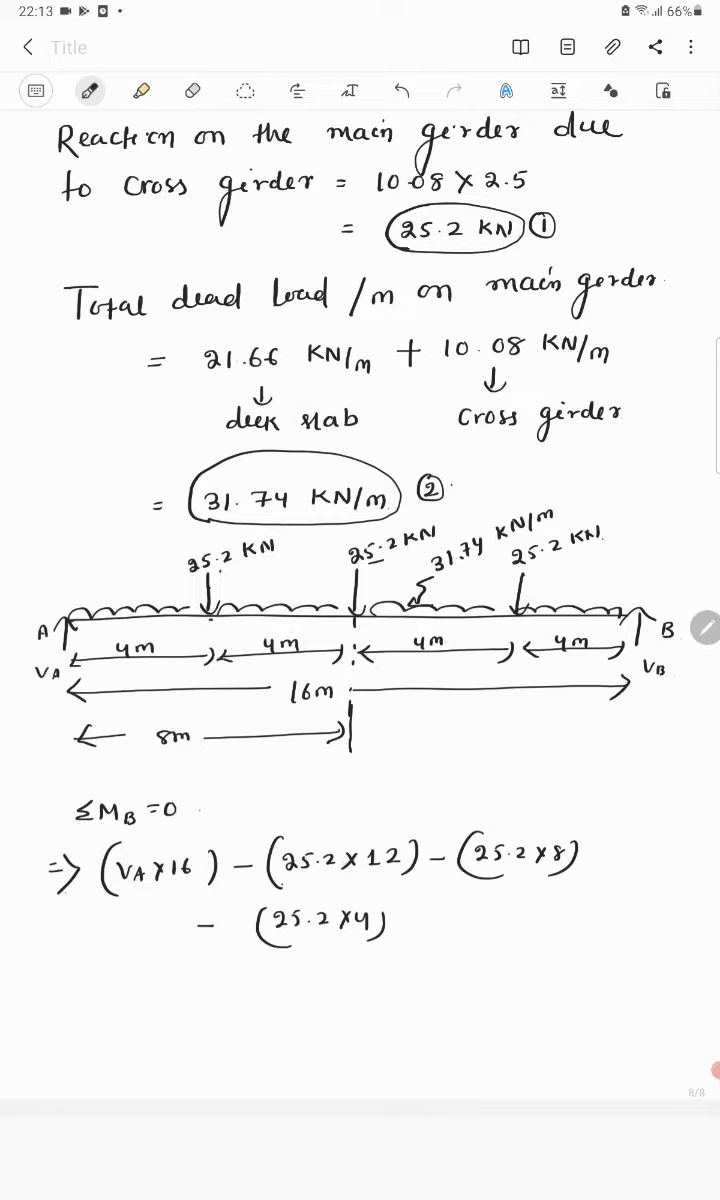 22:13 66%
Title
Reaction on the main girder due
to cross girder = 10.08 × 2.5
= 25.2 KN ①
Total dead load /m on main gerder.
= 21.66 KN/m + 10.08 KN/m
↓ ↓
deck slab Cross girder
= 31.74 KN/m ②
25.2 KN 25.2 KN 31.74 KN/m 25.2 KN
A B
VA 4m 4m 4m 4m VB
16m
8m
ΣMB = 0
=> (VA × 16) - (25.2 × 12) - (25.2 × 8)
- (25.2 × 4)
8/8